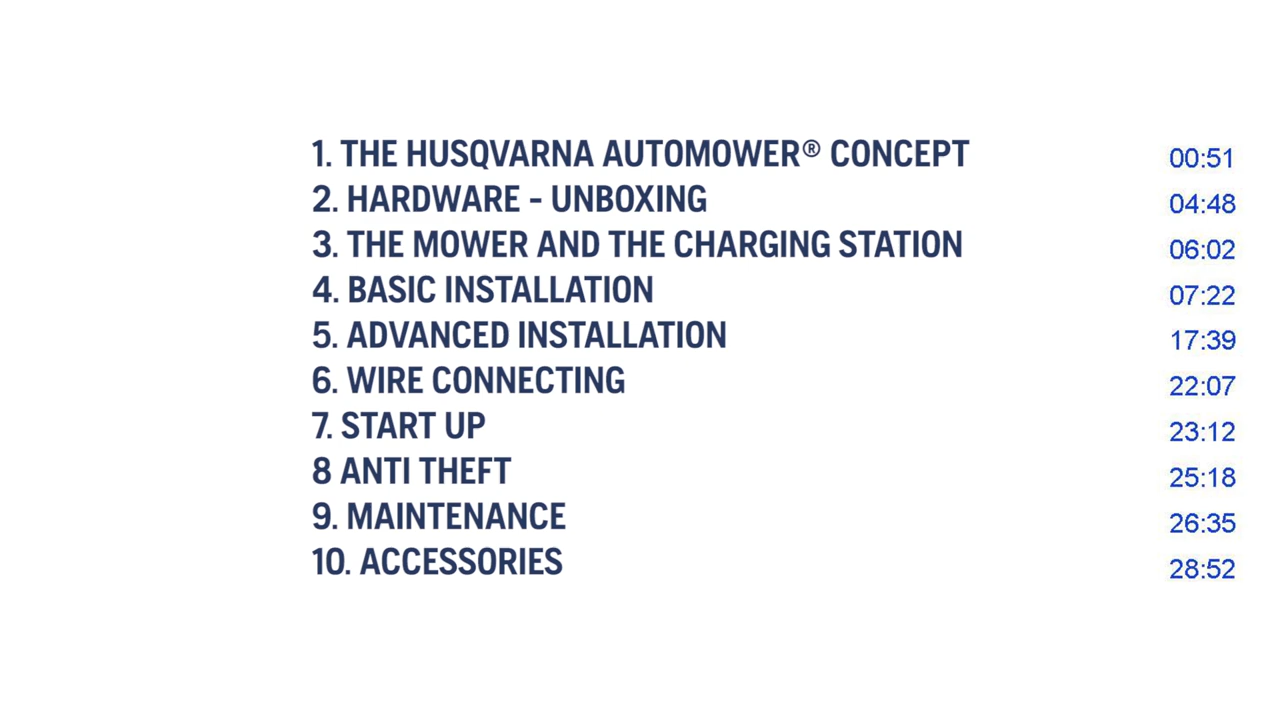 1. THE HUSQVARNA AUTOMOWER® CONCEPT 00:51
2. HARDWARE - UNBOXING 04:48
3. THE MOWER AND THE CHARGING STATION 06:02
4. BASIC INSTALLATION 07:22
5. ADVANCED INSTALLATION 17:39
6. WIRE CONNECTING 22:07
7. START UP 23:12
8 ANTI THEFT 25:18
9. MAINTENANCE 26:35
10. ACCESSORIES 28:52